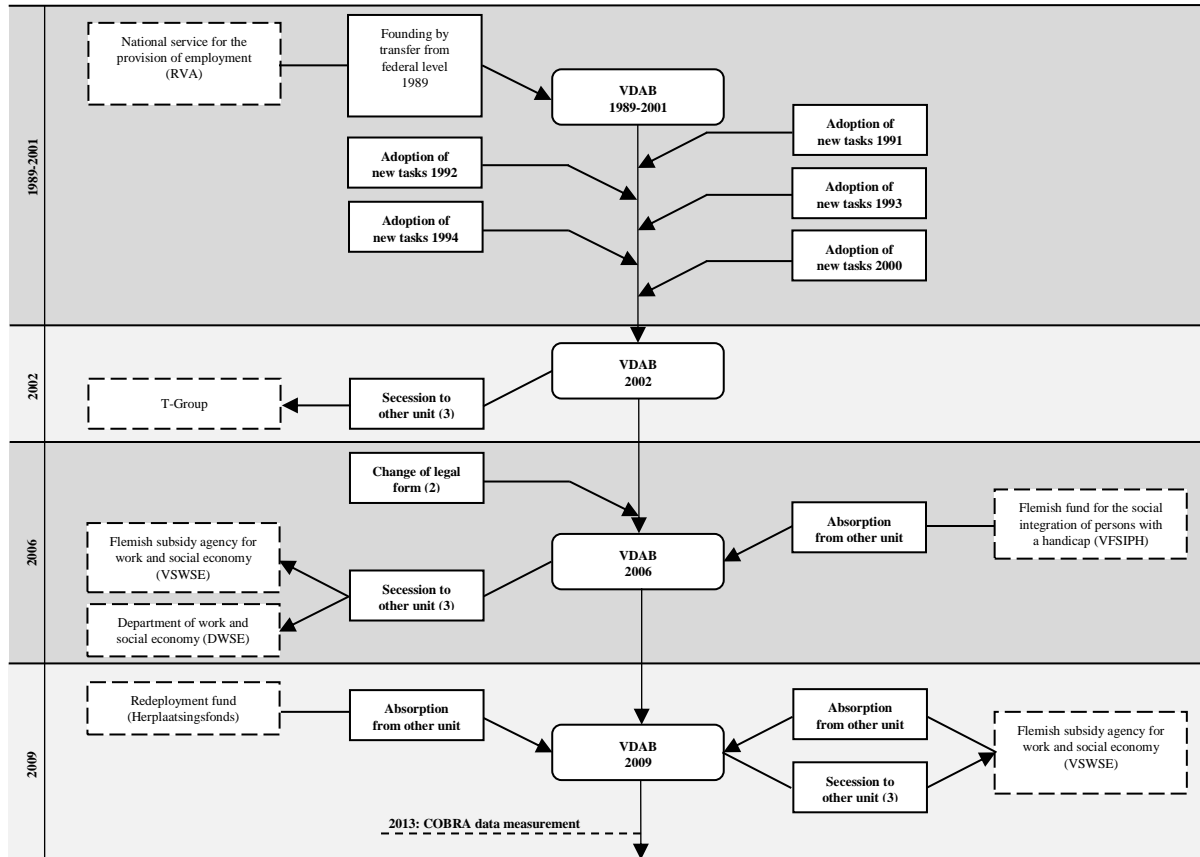 1989-2001
National service for the
provision of employment
(RVA)
Founding by
transfer from
federal level
1989
VDAB
1989-2001
Adoption of
new tasks 1991
Adoption of
new tasks 1992
Adoption of
new tasks 1993
Adoption of
new tasks 1994
Adoption of
new tasks 2000
2002
VDAB
2002
Secession to
other unit (3)
T-Group
2006
Change of legal
form (2)
Absorption
from other unit
Flemish fund for the social
integration of persons with
a handicap (VFSIPH)
VDAB
2006
Flemish subsidy agency for
work and social economy
(VSWSE)
Secession to
other unit (3)
Department of work and
social economy (DWSE)
2009
Redeployment fund
(Herplaatsingsfonds)
Absorption
from other unit
VDAB
2009
Absorption
from other unit
Flemish subsidy agency for
work and social economy
(VSWSE)
Secession to
other unit (3)
2013: COBRA data measurement